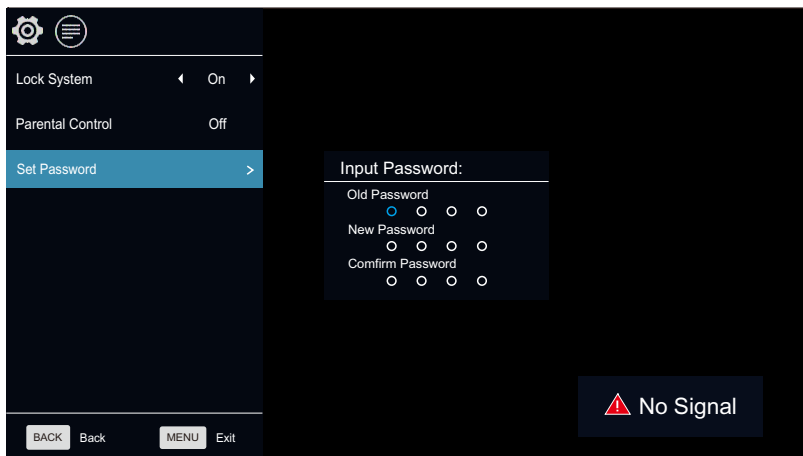 Lock System On
Parental Control Off
Set Password >
Input Password:
Old Password
New Password
Comfirm Password
No Signal
BACK Back MENU Exit